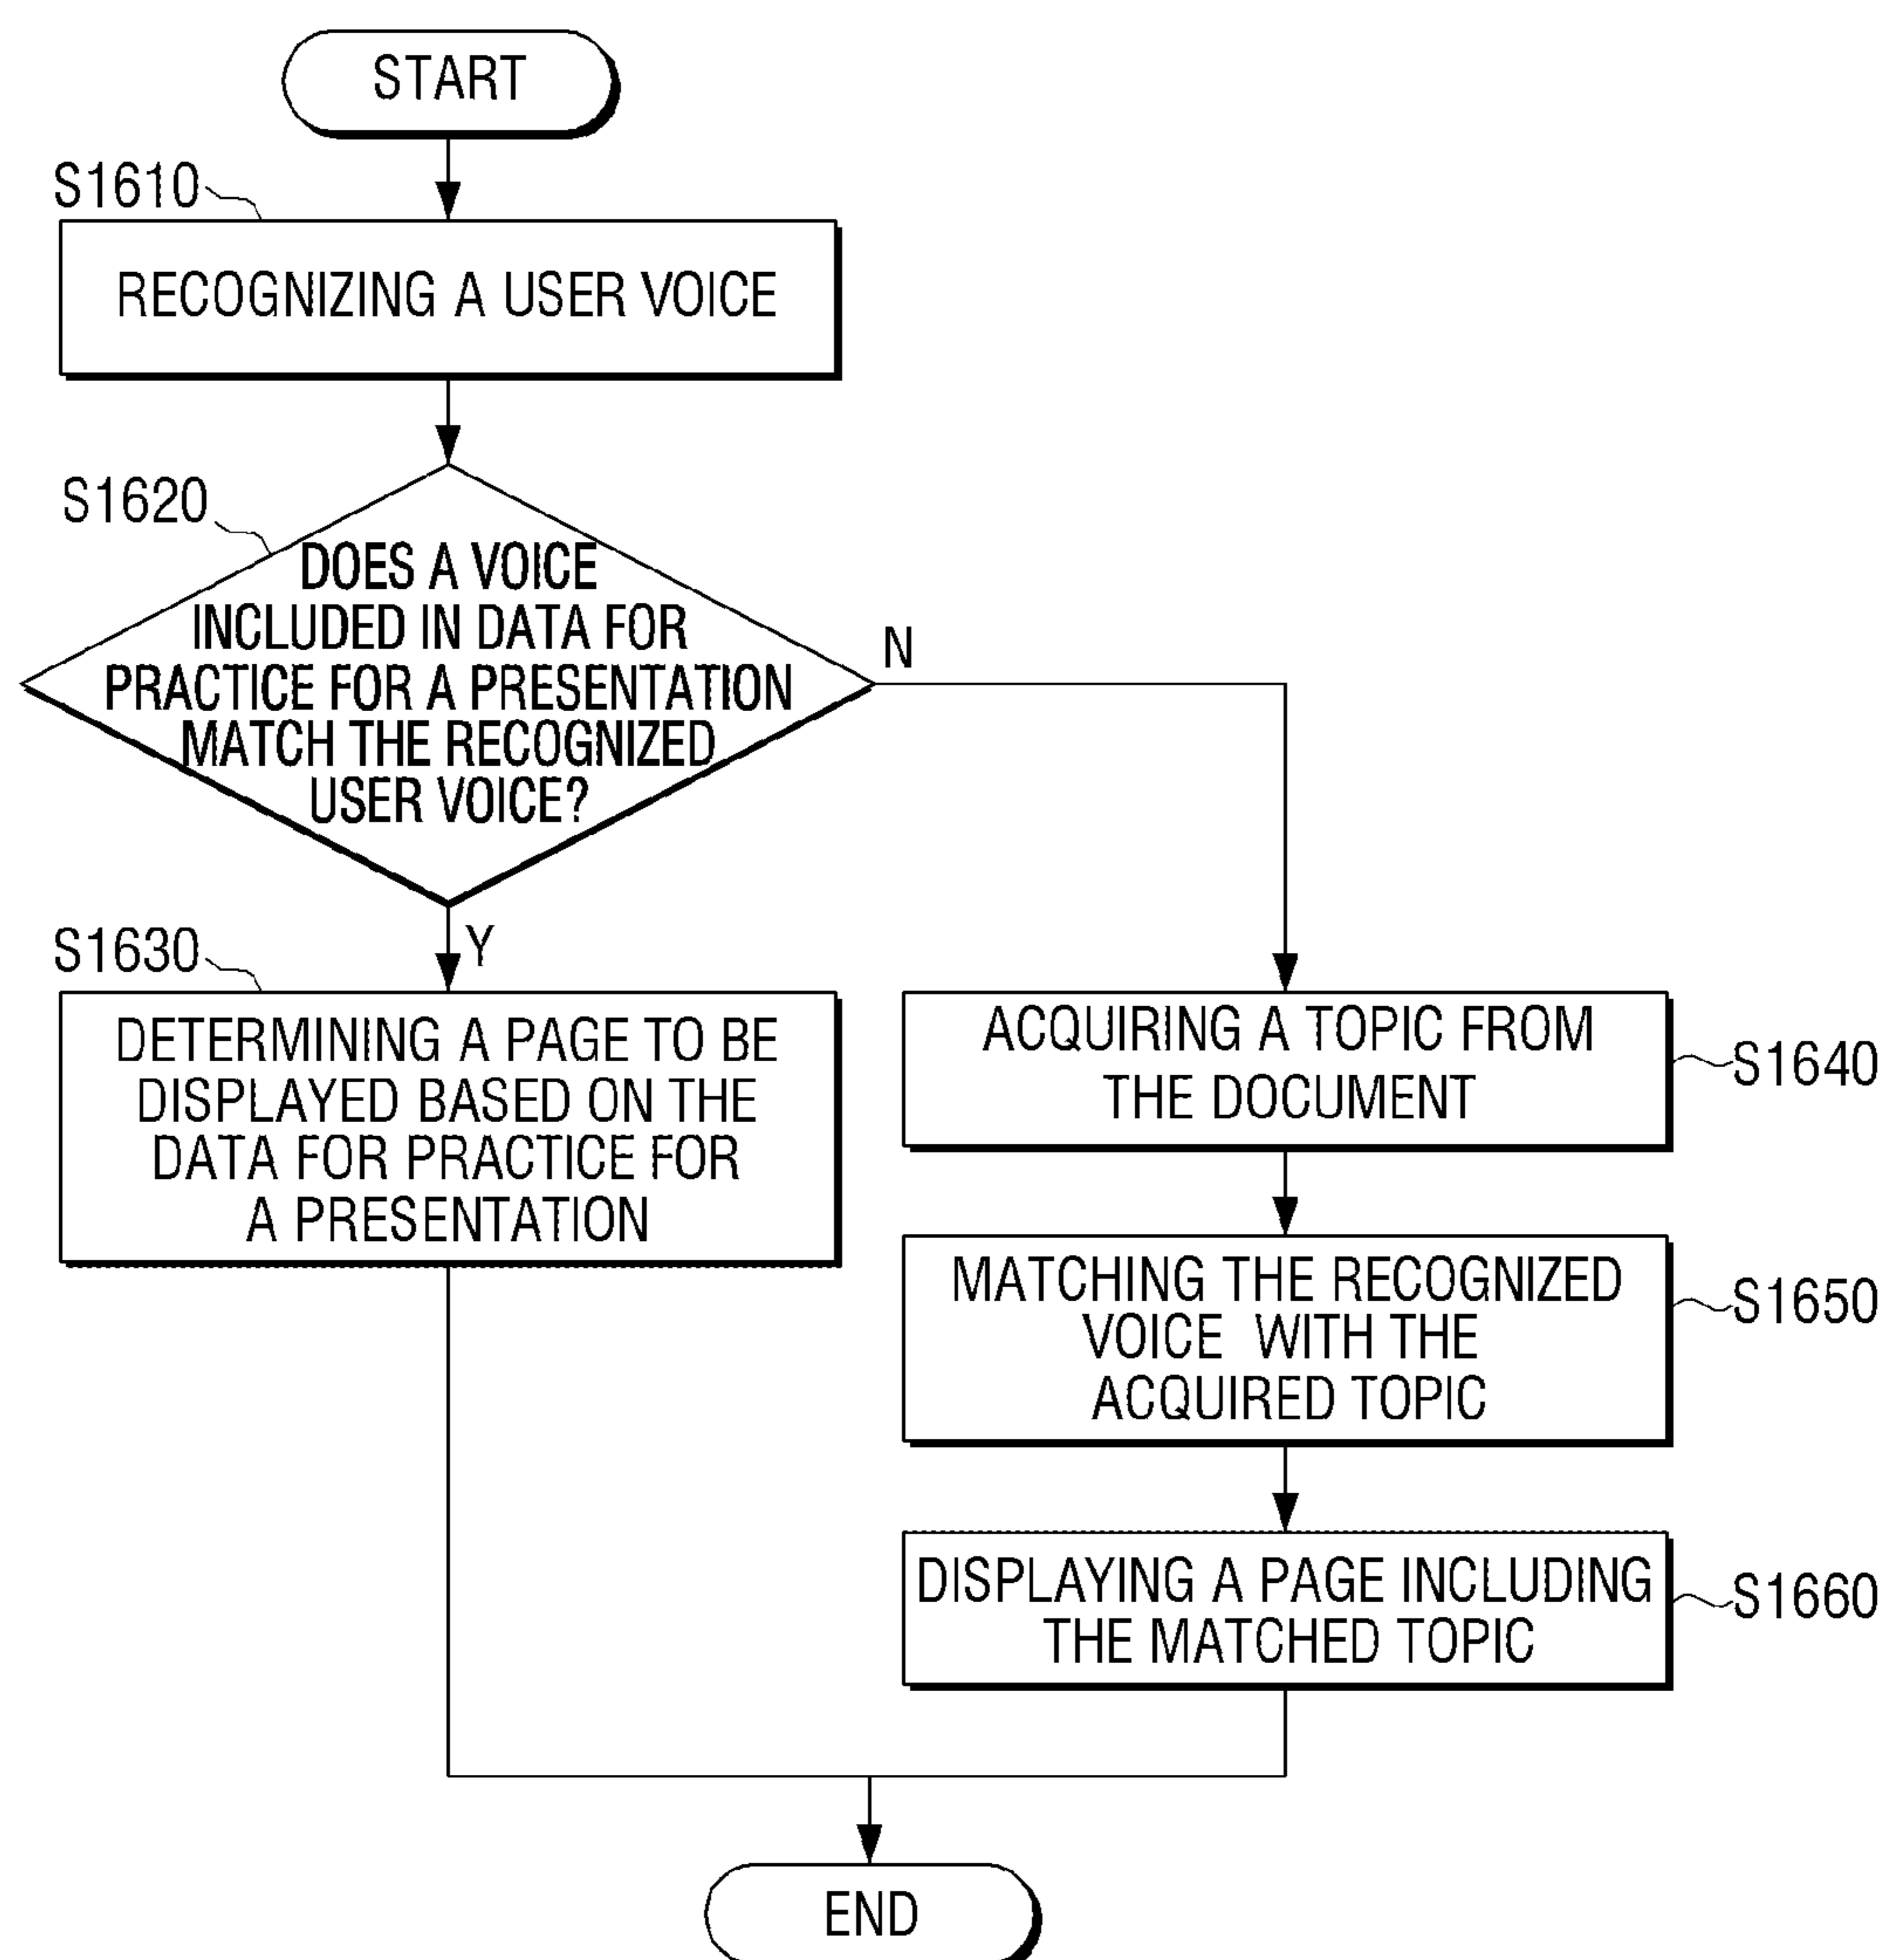 START
S1610
RECOGNIZING A USER VOICE
S1620
DOES A VOICE
INCLUDED IN DATA FOR
PRACTICE FOR A PRESENTATION
MATCH THE RECOGNIZED
USER VOICE?
N
Y
S1630
DETERMINING A PAGE TO BE
DISPLAYED BASED ON THE
DATA FOR PRACTICE FOR
A PRESENTATION
ACQUIRING A TOPIC FROM
THE DOCUMENT
S1640
MATCHING THE RECOGNIZED
VOICE WITH THE
ACQUIRED TOPIC
S1650
DISPLAYING A PAGE INCLUDING
THE MATCHED TOPIC
S1660
END